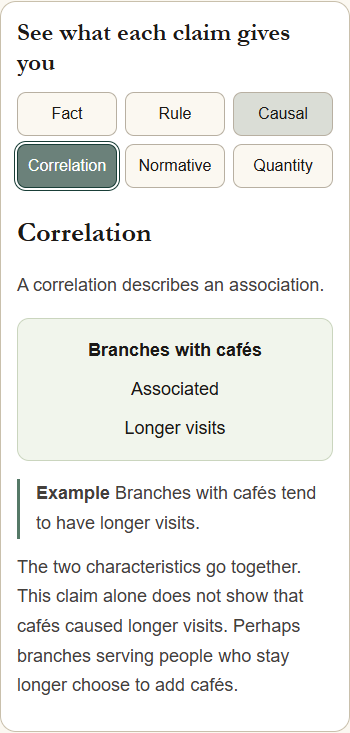 See what each claim gives
you
Fact
Rule
Causal
Correlation
Normative
Quantity
Correlation
A correlation describes an association.
Branches with cafés
Associated
Longer visits
Example Branches with cafés tend
to have longer visits.
The two characteristics go together.
This claim alone does not show that
cafés caused longer visits. Perhaps
branches serving people who stay
longer choose to add cafés.